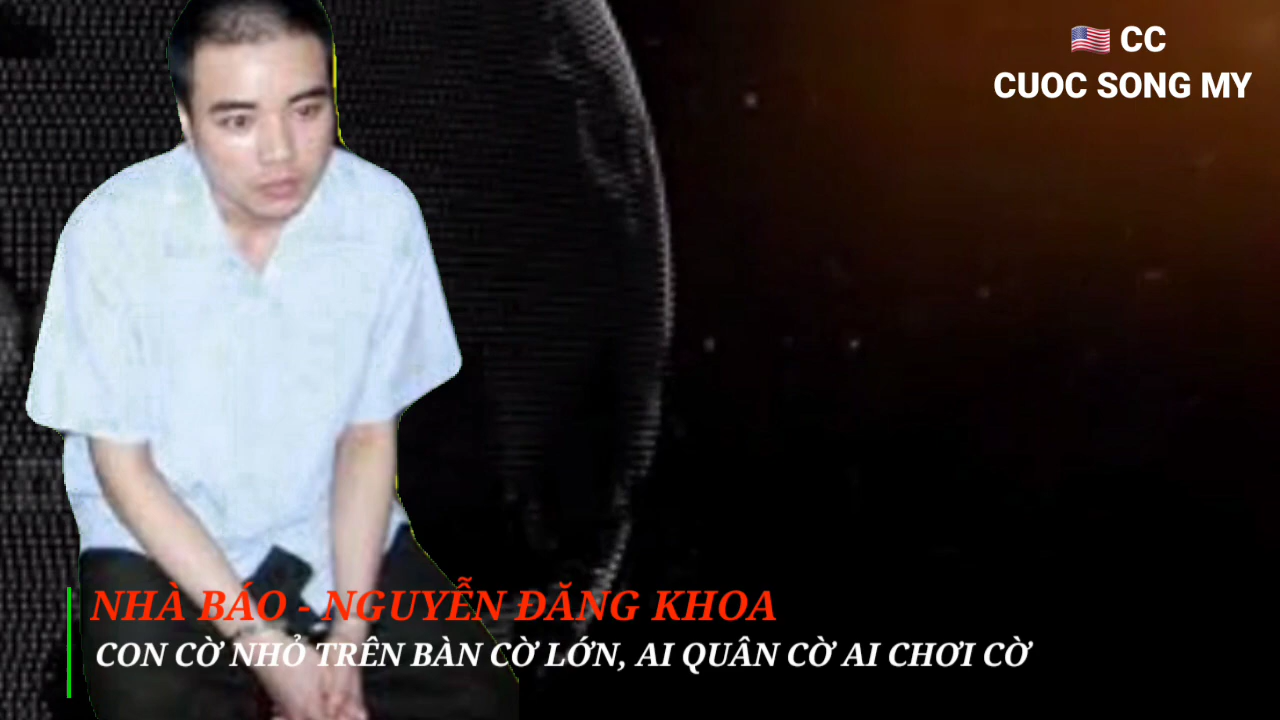 🇺🇸 CC
CUOC SONG MY
NHÀ BÁO - NGUYỄN ĐĂNG KHOA
CON CỜ NHỎ TRÊN BÀN CỜ LỚN, AI QUÂN CỜ AI CHƠI CỜ